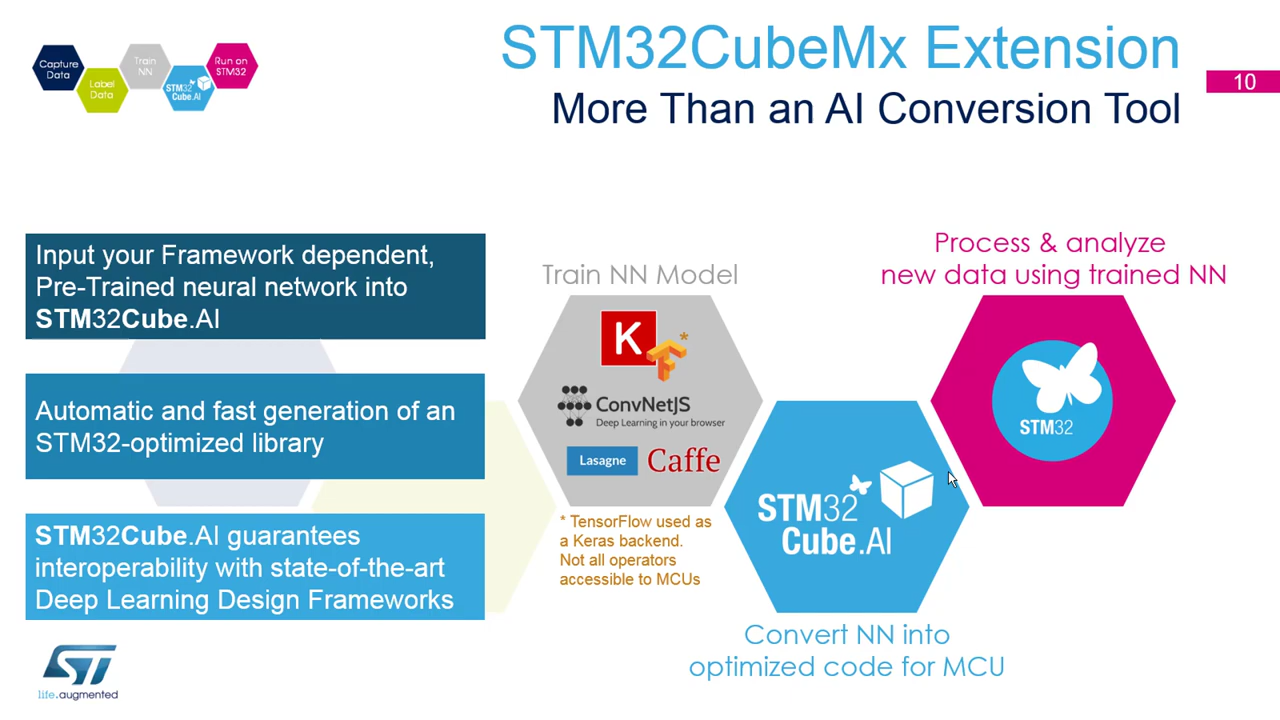 Capture
Data
Label
Data
Train
NN
STM32
Cube.AI
Run on
STM32
STM32CubeMx Extension
More Than an AI Conversion Tool
10
Input your Framework dependent,
Pre-Trained neural network into
STM32Cube.AI
Automatic and fast generation of an
STM32-optimized library
STM32Cube.AI guarantees
interoperability with state-of-the-art
Deep Learning Design Frameworks
Train NN Model
K
*
ConvNetJS
Deep Learning in your browser
Lasagne
Caffe
* TensorFlow used as
a Keras backend.
Not all operators
accessible to MCUs
STM32
Cube.AI
Convert NN into
optimized code for MCU
Process & analyze
new data using trained NN
STM32
ST
life.augmented